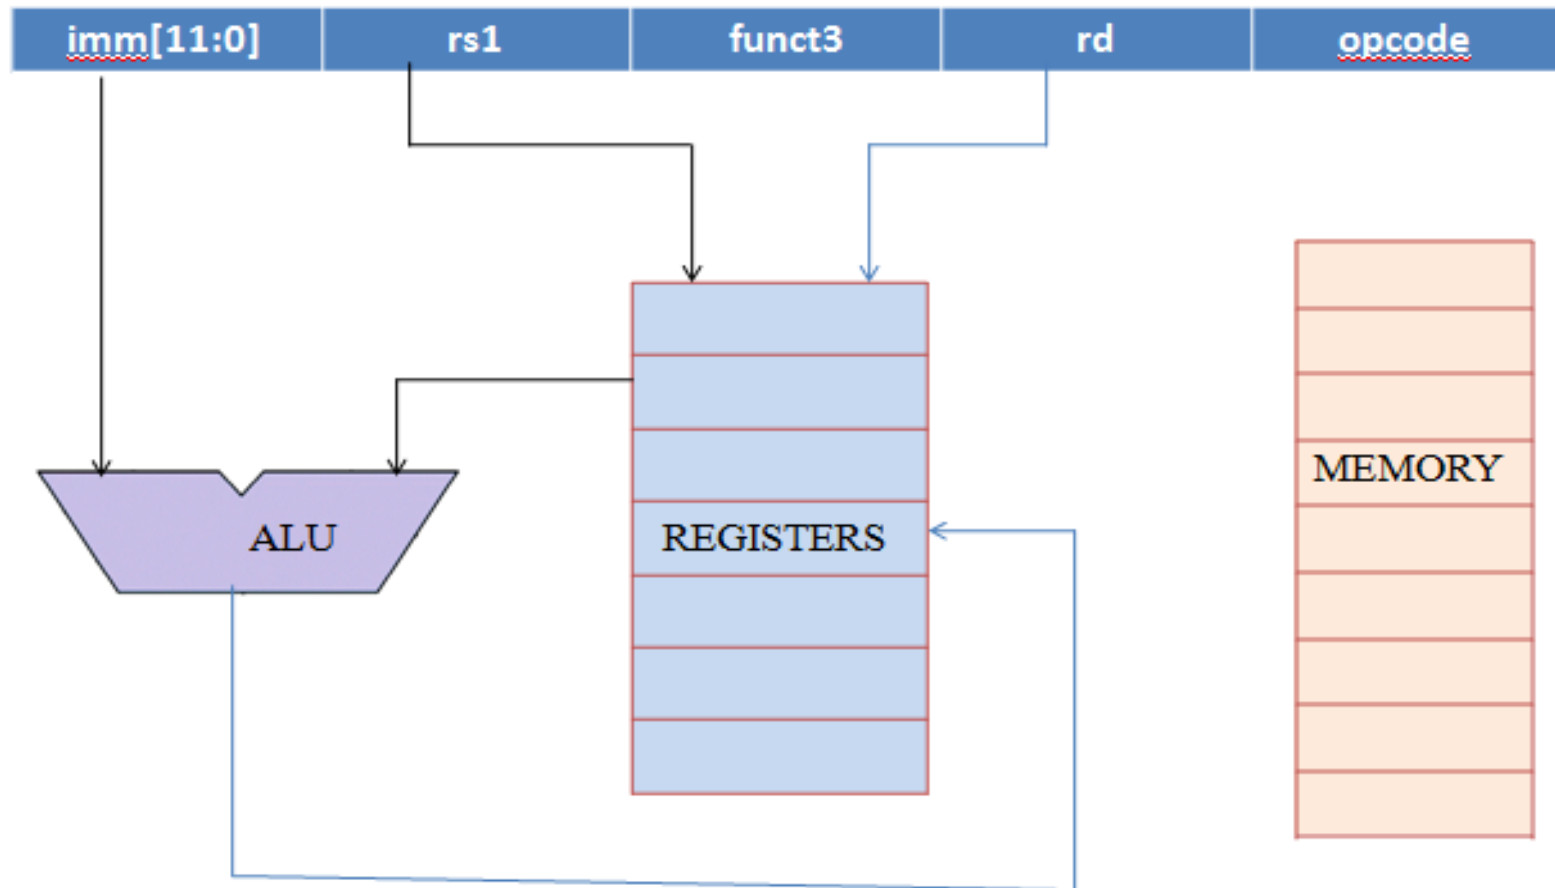 imm[11:0] rs1 funct3 rd opcode
MEMORY
ALU
REGISTERS